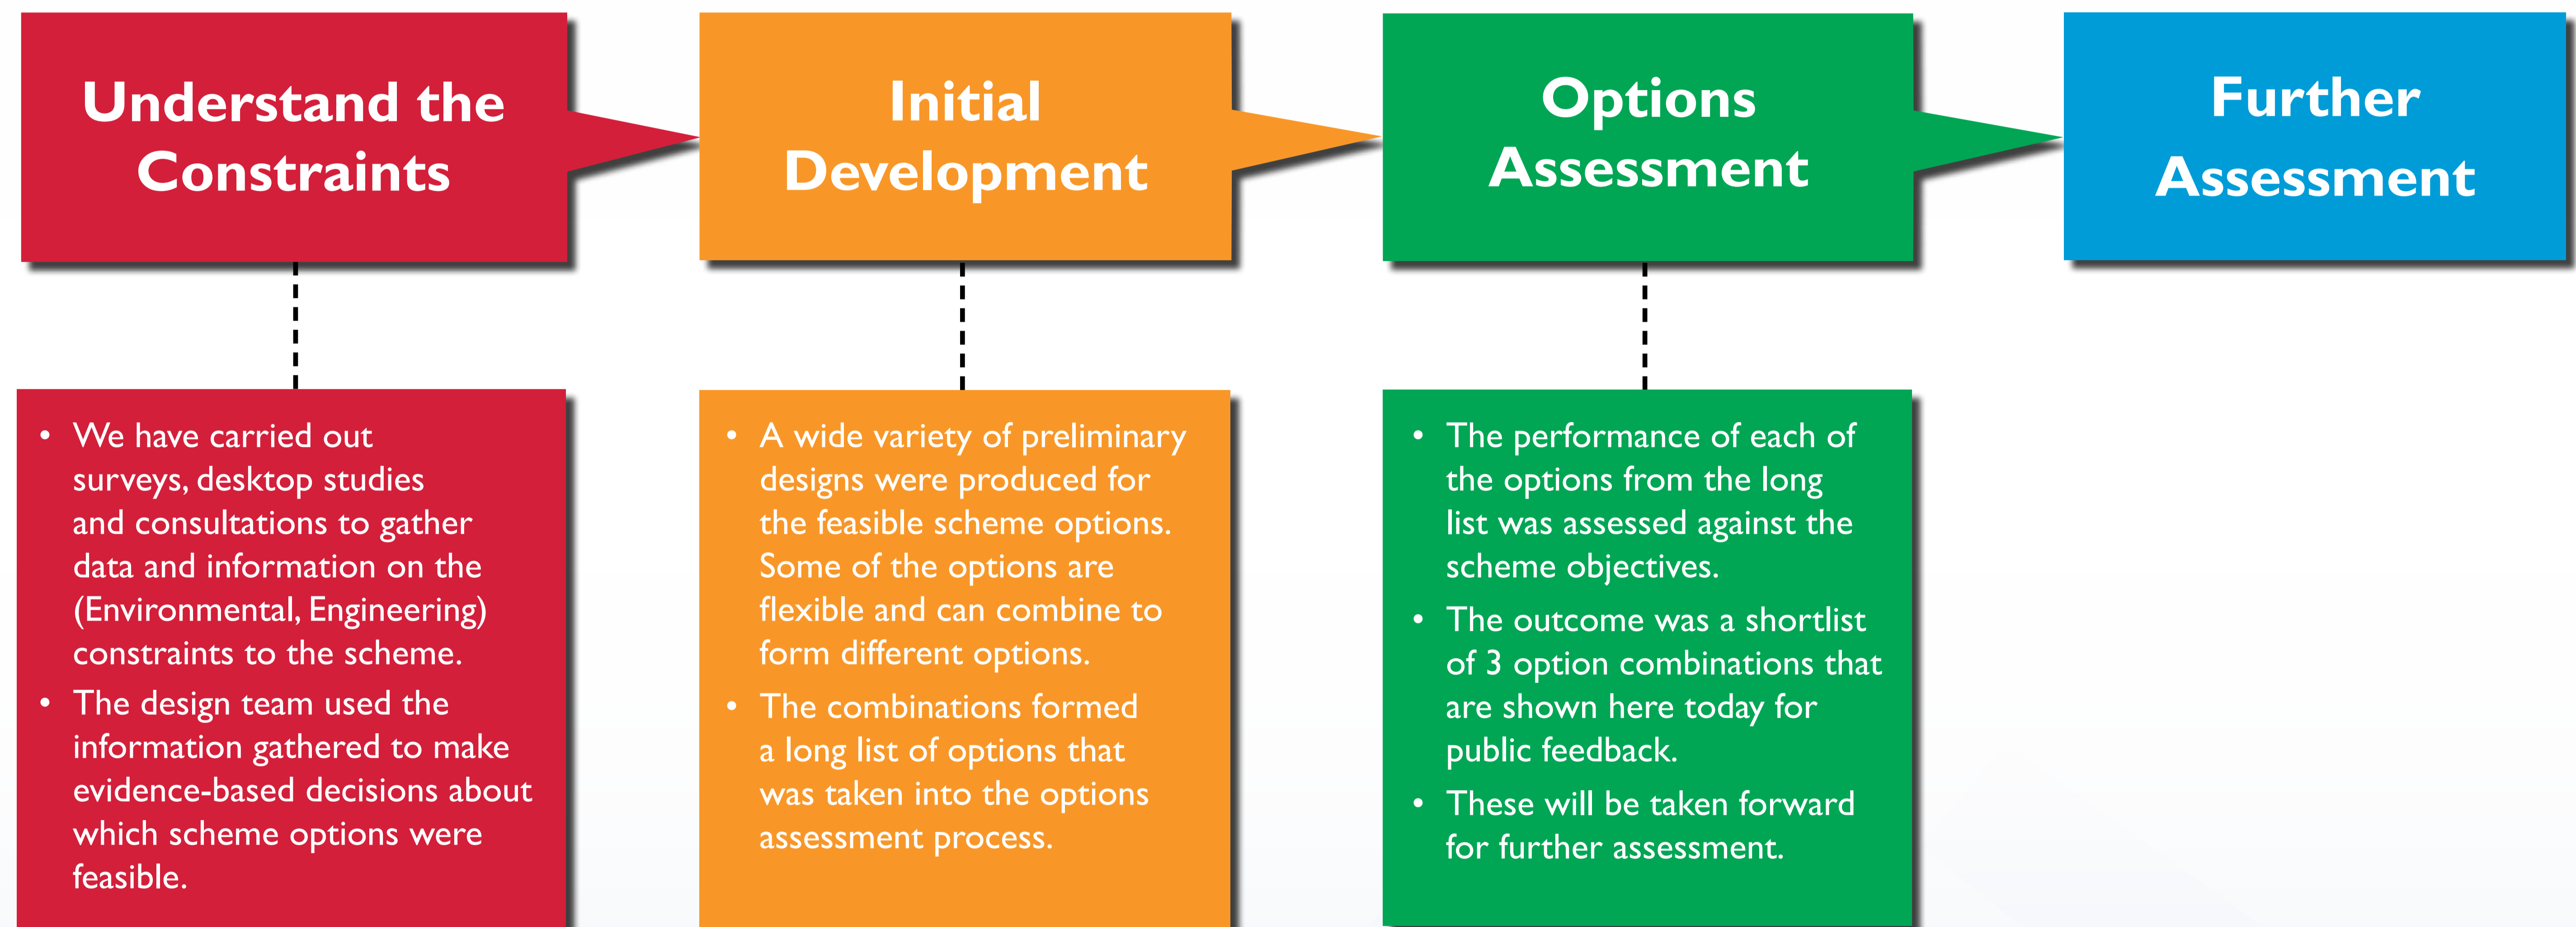 Understand the
Constraints
Initial
Development
Options
Assessment
Further
Assessment
• We have carried out
surveys, desktop studies
and consultations to gather
data and information on the
(Environmental, Engineering)
constraints to the scheme.
• The design team used the
information gathered to make
evidence-based decisions about
which scheme options were
feasible.
• A wide variety of preliminary
designs were produced for
the feasible scheme options.
Some of the options are
flexible and can combine to
form different options.
• The combinations formed
a long list of options that
was taken into the options
assessment process.
• The performance of each of
the options from the long
list was assessed against the
scheme objectives.
• The outcome was a shortlist
of 3 option combinations that
are shown here today for
public feedback.
• These will be taken forward
for further assessment.